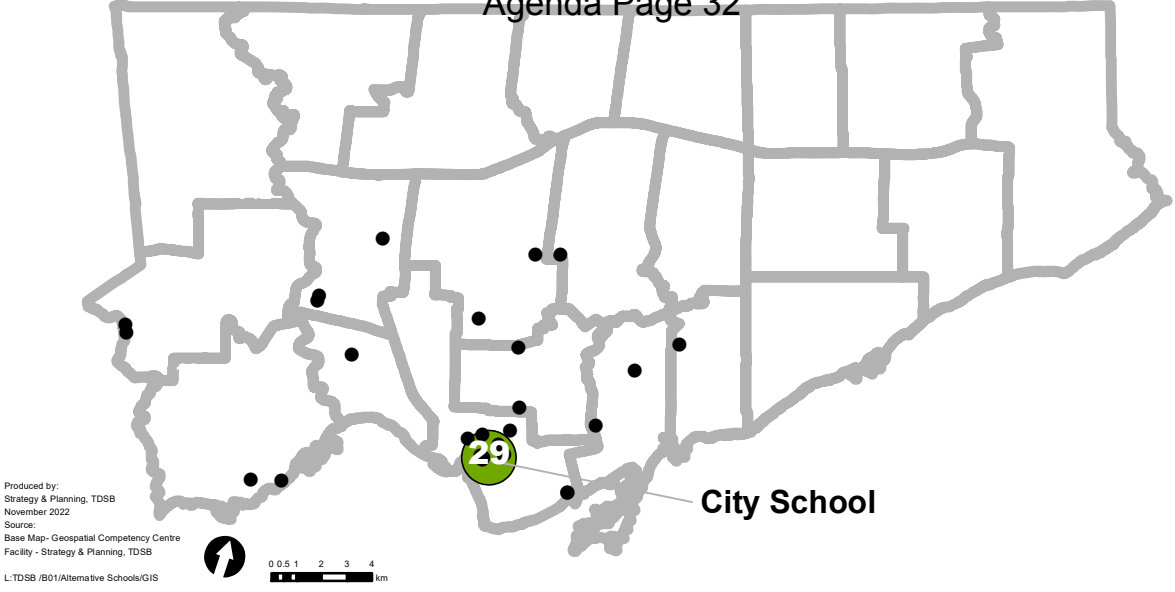 Agenda Page 32
29
City School
Produced by:
Strategy & Planning, TDSB
November 2022
Source:
Base Map- Geospatial Competency Centre
Facility - Strategy & Planning, TDSB
L:TDSB /B01/Alternative Schools/GIS
0 0.5 1 2 3 4
km